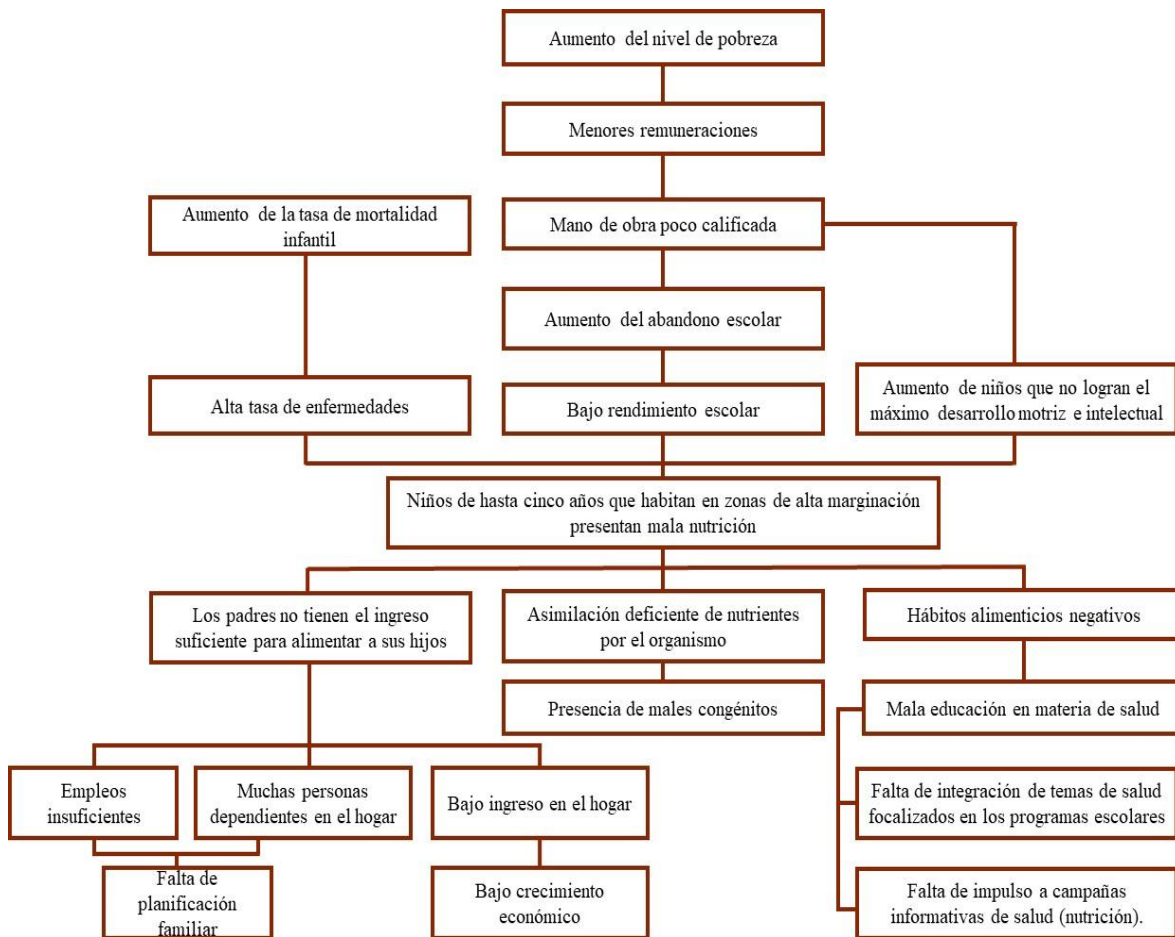 Aumento del nivel de pobreza
Menores remuneraciones
Aumento de la tasa de mortalidad
infantil
Mano de obra poco calificada
Aumento del abandono escolar
Alta tasa de enfermedades
Bajo rendimiento escolar
Aumento de niños que no logran el
máximo desarrollo motriz e intelectual
Niños de hasta cinco años que habitan en zonas de alta marginación
presentan mala nutrición
Los padres no tienen el ingreso
suficiente para alimentar a sus hijos
Asimilación deficiente de nutrientes
por el organismo
Hábitos alimenticios negativos
Presencia de males congénitos
Mala educación en materia de salud
Empleos
insuficientes
Muchas personas
dependientes en el hogar
Bajo ingreso en el hogar
Falta de integración de temas de salud
focalizados en los programas escolares
Falta de
planificación
familiar
Bajo crecimiento
económico
Falta de impulso a campañas
informativas de salud (nutrición).